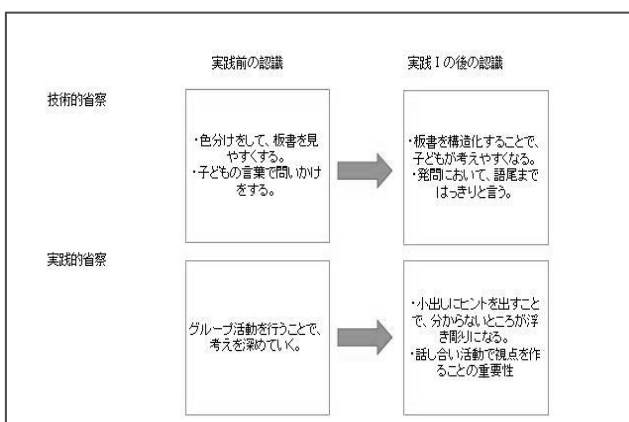 実践前の認識
実践Ⅰの後の認識
技術的省察
・色分けをして、板書を見
やすくする。
・子どもの言葉で問いかけ
をする。
・板書を構造化することで、
子どもが考えやすくなる。
・発問において、語尾まで
はっきりと言う。
実践的省察
グループ活動を行うことで、
考えを深めていく。
・小出しにヒントを出すこと
で、分からないところが浮
き彫りになる。
・話し合い活動で視点を作
ることの重要性